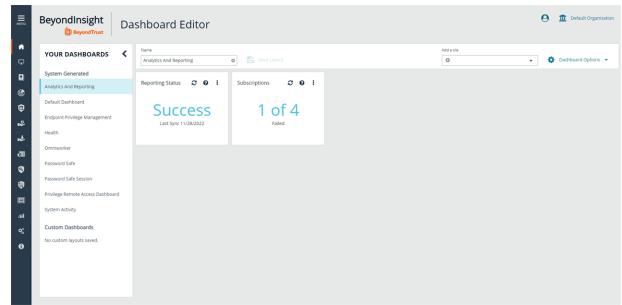 MENU
BeyondInsight
BeyondTrust
Dashboard Editor
Default Organization
YOUR DASHBOARDS
System Generated
Analytics And Reporting
Default Dashboard
Endpoint Privilege Management
Health
Omniworker
Password Safe
Password Safe Session
Privilege Remote Access Dashboard
System Activity
Custom Dashboards
No custom layouts saved.
Name
Analytics And Reporting
Save Layout
Add a tile
Dashboard Options
Reporting Status
Success
Last Sync 11/28/2022
Subscriptions
1 of 4
Failed